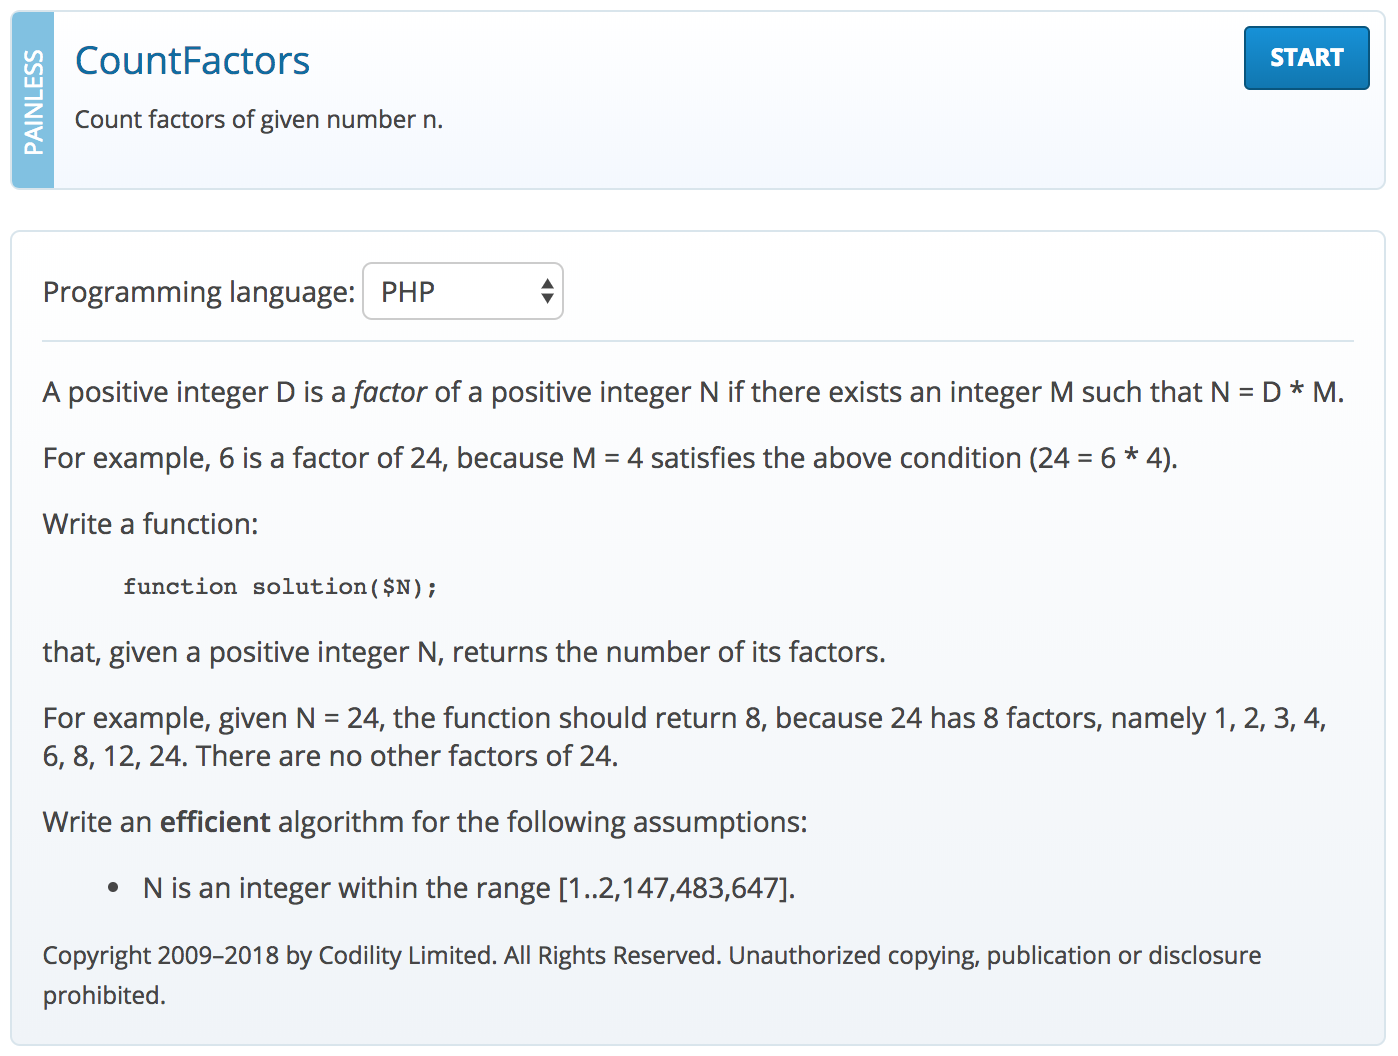 PAINLESS
CountFactors
START
Count factors of given number n.
Programming language: PHP
A positive integer D is a factor of a positive integer N if there exists an integer M such that N = D * M.
For example, 6 is a factor of 24, because M = 4 satisfies the above condition (24 = 6 * 4).
Write a function:
function solution($N);
that, given a positive integer N, returns the number of its factors.
For example, given N = 24, the function should return 8, because 24 has 8 factors, namely 1, 2, 3, 4,
6, 8, 12, 24. There are no other factors of 24.
Write an efficient algorithm for the following assumptions:
• N is an integer within the range [1..2,147,483,647].
Copyright 2009–2018 by Codility Limited. All Rights Reserved. Unauthorized copying, publication or disclosure
prohibited.